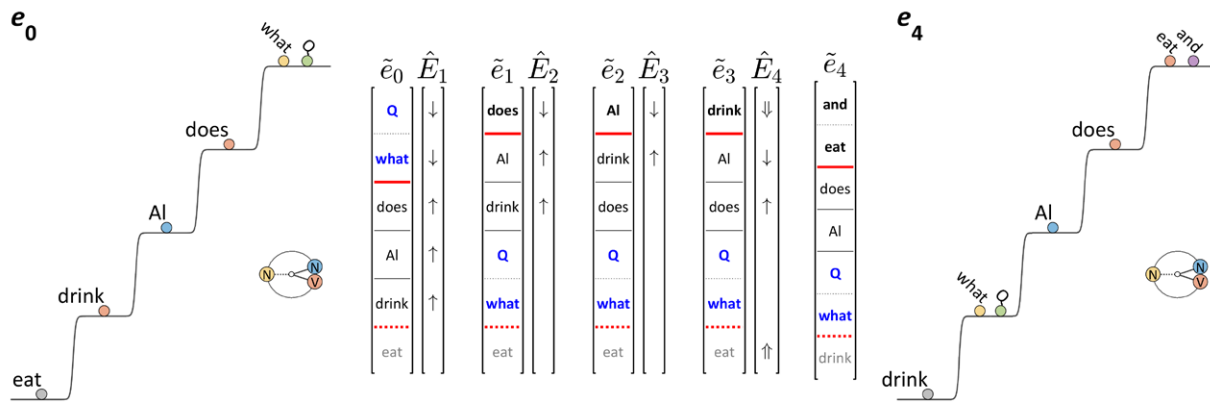 e₀
what Q
does
Al
drink
eat
N N V
ẽ₀ Ê₁ ẽ₁ Ê₂ ẽ₂ Ê₃ ẽ₃ Ê₄ ẽ₄
Q ↓ does ↓ Al ↓ drink ⇓ and
what ↓ Al ↑ drink ↑ Al ↓ eat
does ↑ drink ↑ does does ↑ does
Al ↑ Q Q Q Al
drink ↑ what what what Q
eat eat eat eat ⇑ what
drink
e₄
eat and
does
Al
what Q
drink
N N V